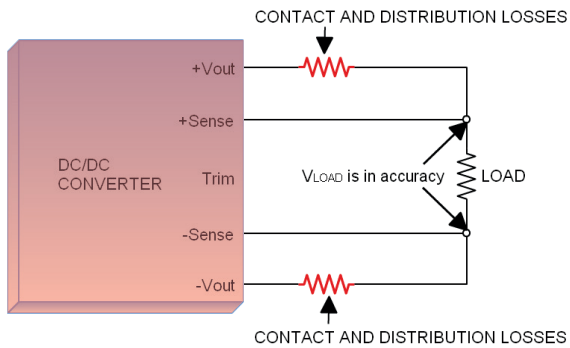 CONTACT AND DISTRIBUTION LOSSES
+Vout
+Sense
DC/DC
CONVERTER
Trim
VLOAD is in accuracy
LOAD
-Sense
-Vout
CONTACT AND DISTRIBUTION LOSSES